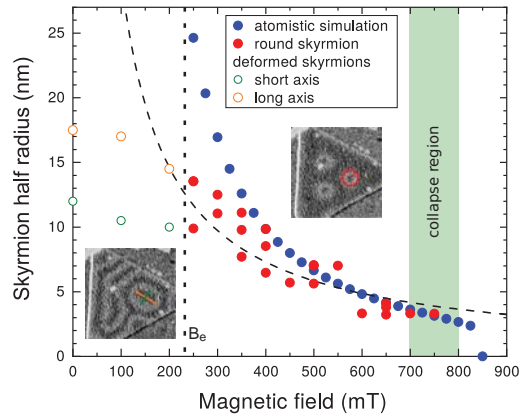 atomistic simulation
round skyrmion
deformed skyrmions
short axis
long axis
Skyrmion half radius (nm)
25
20
15
10
5
0
collapse region
B_e
0 100 200 300 400 500 600 700 800 900
Magnetic field (mT)